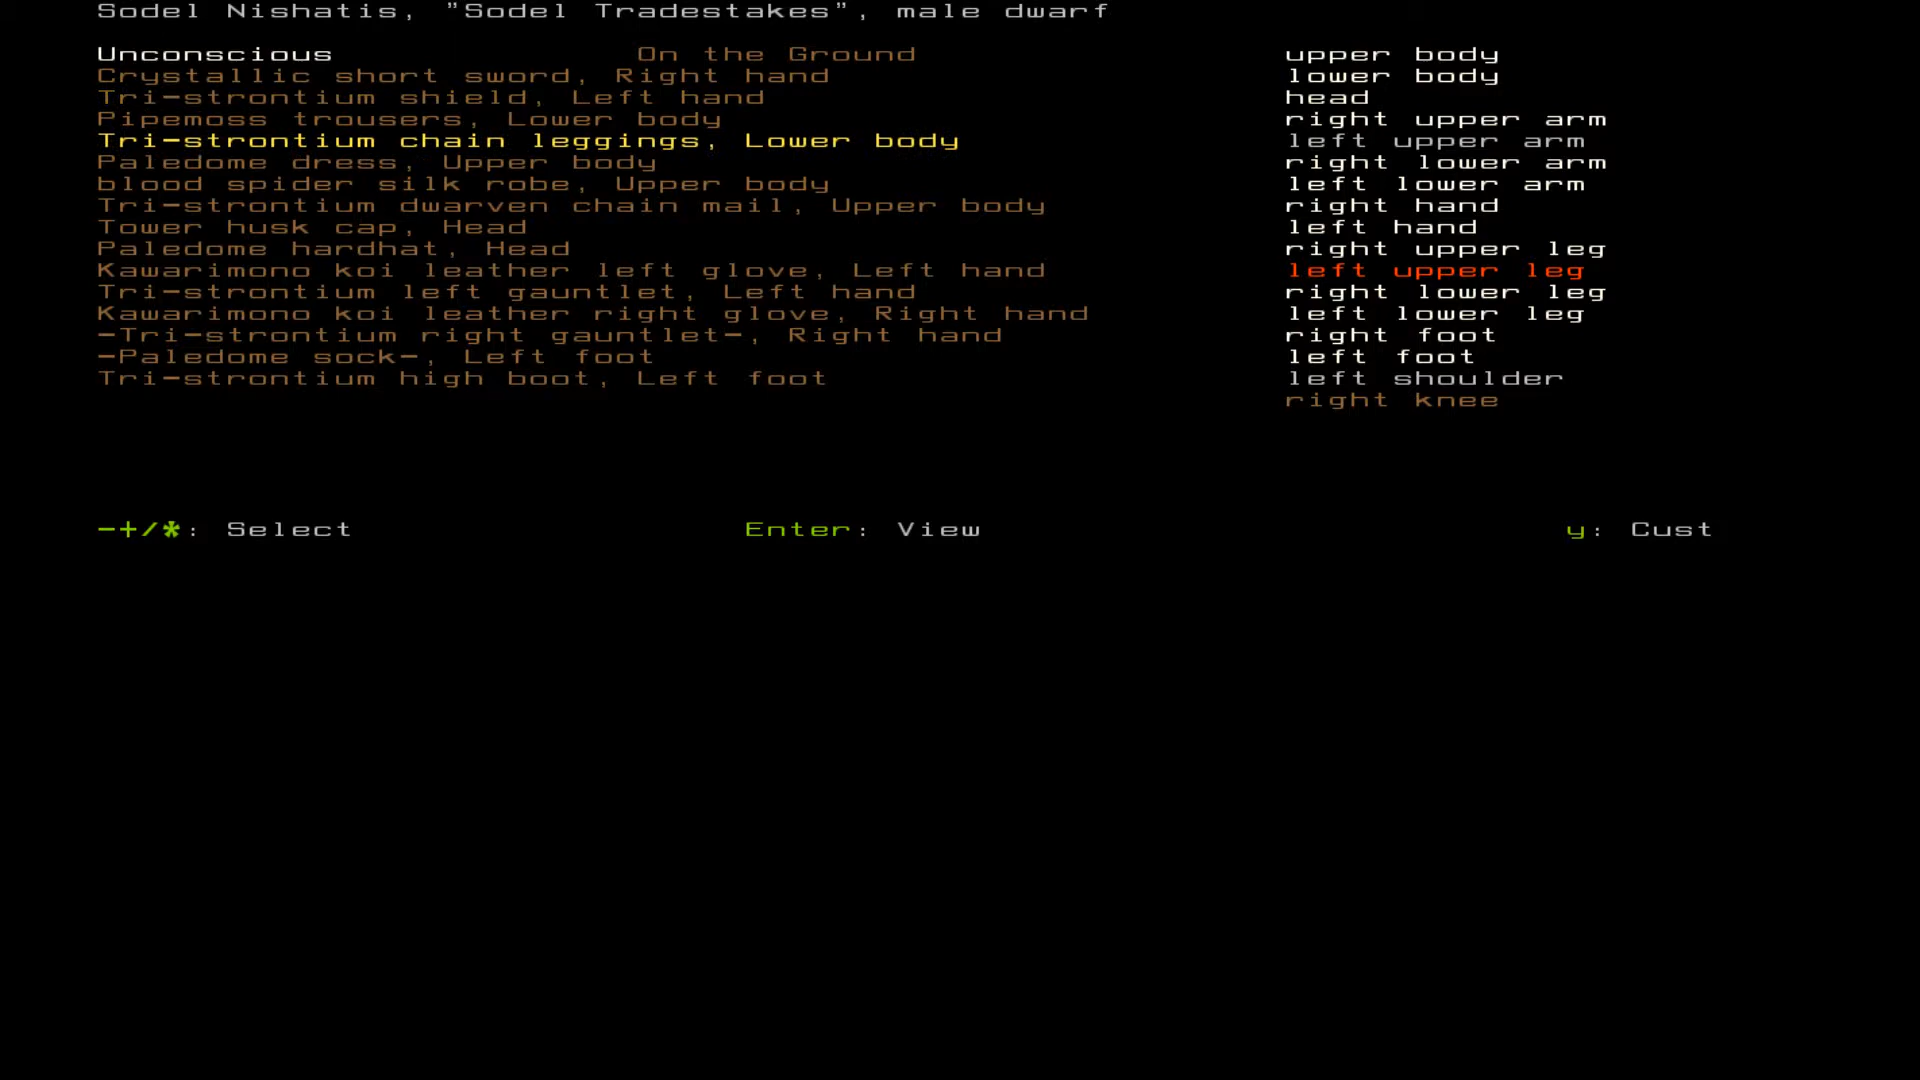 Sodel Nishatis, "Sodel Tradestakes", male dwarf
Unconscious On the Ground upper body
Crystallic short sword, Right hand lower body
Tri-strontium shield, Left hand head
Pipemoss trousers, Lower body right upper arm
Tri-strontium chain leggings, Lower body left upper arm
Paledome dress, Upper body right lower arm
blood spider silk robe, Upper body left lower arm
Tri-strontium dwarven chain mail, Upper body right hand
Tower husk cap, Head left hand
Paledome hardhat, Head right upper leg
Kawarimono koi leather left glove, Left hand left upper leg
Tri-strontium left gauntlet, Left hand right lower leg
Kawarimono koi leather right glove, Right hand left lower leg
-Tri-strontium right gauntlet-, Right hand right foot
-Paledome sock-, Left foot left foot
Tri-strontium high boot, Left foot left shoulder
right knee
-+/*: Select Enter: View y: Cust